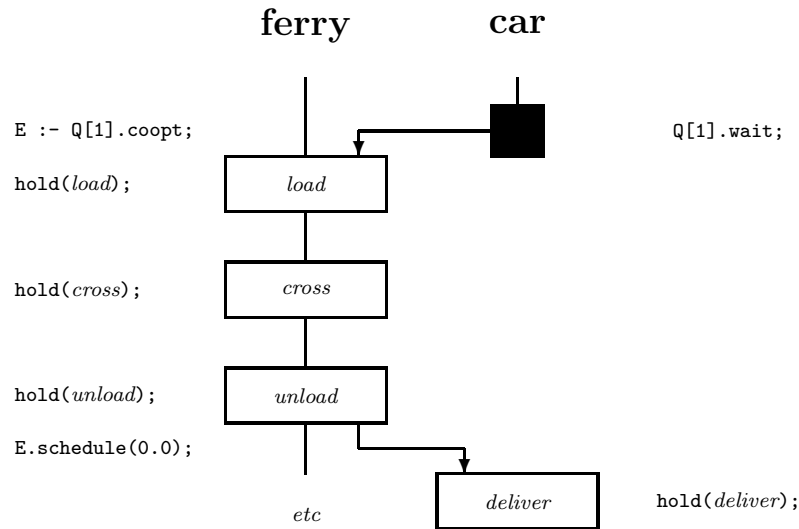 ferry car
E :- Q[1].coopt; Q[1].wait;
hold(load); load
hold(cross); cross
hold(unload); unload
E.schedule(0.0);
etc deliver hold(deliver);